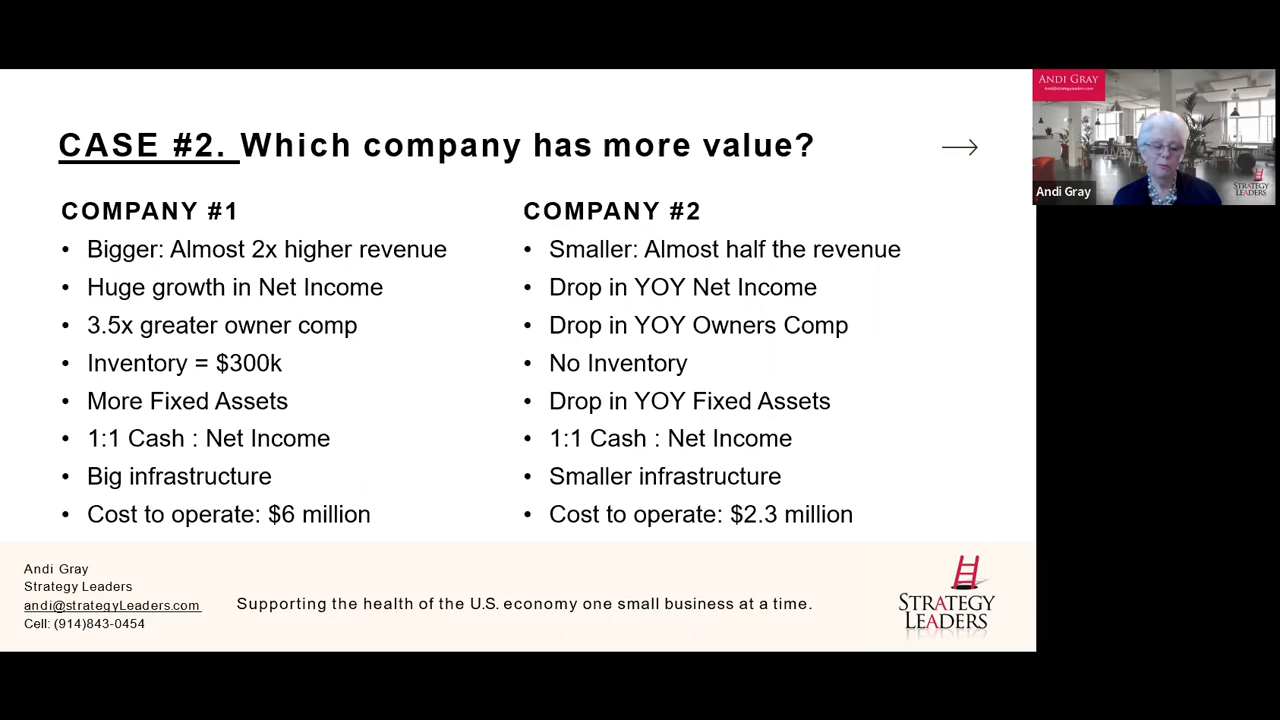 CASE #2. Which company has more value?
COMPANY #1
• Bigger: Almost 2x higher revenue
• Huge growth in Net Income
• 3.5x greater owner comp
• Inventory = $300k
• More Fixed Assets
• 1:1 Cash : Net Income
• Big infrastructure
• Cost to operate: $6 million
COMPANY #2
• Smaller: Almost half the revenue
• Drop in YOY Net Income
• Drop in YOY Owners Comp
• No Inventory
• Drop in YOY Fixed Assets
• 1:1 Cash : Net Income
• Smaller infrastructure
• Cost to operate: $2.3 million
Andi Gray
Strategy Leaders
andi@strategyLeaders.com
Cell: (914)843-0454
Supporting the health of the U.S. economy one small business at a time.
STRATEGY
LEADERS
ANDI GRAY
Andi@strategyleaders.com
Andi Gray
STRATEGY
LEADERS